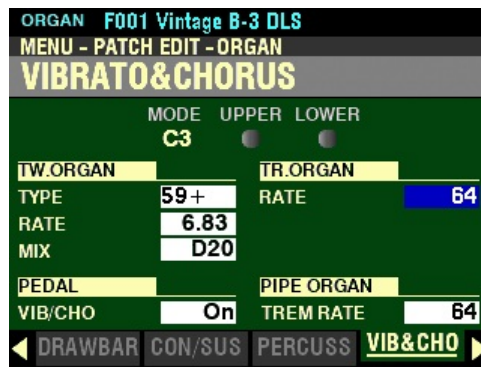 ORGAN F001 Vintage B-3 DLS
MENU - PATCH EDIT - ORGAN
VIBRATO&CHORUS
MODE UPPER LOWER
C3
TW.ORGAN TR.ORGAN
TYPE 59+ RATE 64
RATE 6.83
MIX D20
PEDAL PIPE ORGAN
VIB/CHO On TREM RATE 64
DRAWBAR CON/SUS PERCUSS VIB&CHO